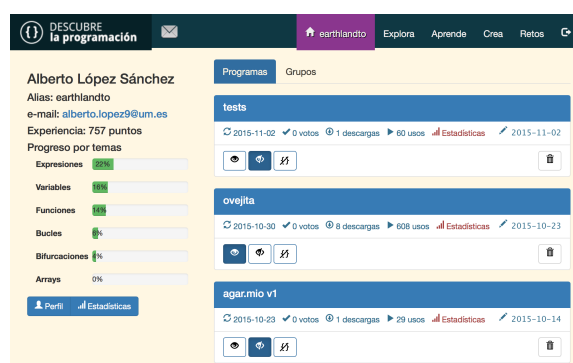 {} DESCUBRE
la programación
earthlandto Explora Aprende Crea Retos
Alberto López Sánchez
Alias: earthlandto
e-mail: alberto.lopez9@um.es
Experiencia: 757 puntos
Progreso por temas
Expresiones 22%
Variables 16%
Funciones 14%
Bucles 6%
Bifurcaciones 4%
Arrays 0%
Perfil Estadísticas
Programas Grupos
tests
2015-11-02 0 votos 1 descargas 60 usos Estadísticas 2015-11-02
ovejita
2015-10-30 0 votos 8 descargas 608 usos Estadísticas 2015-10-23
agar.mio v1
2015-10-23 0 votos 1 descargas 29 usos Estadísticas 2015-10-14